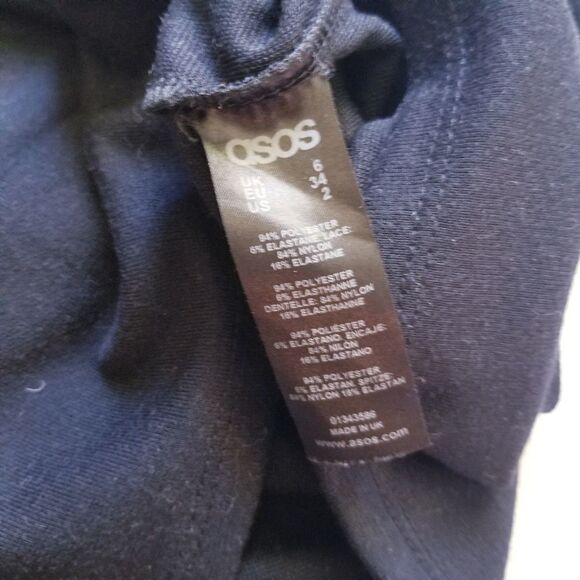 asos
UK 6
EU 34
US 2
94% POLYESTER
6% ELASTANE. LACE:
84% NYLON
16% ELASTANE
94% POLYESTER
6% ELASTHANNE
DENTELLE: 84% NYLON
16% ELASTHANNE
94% POLIÉSTER
6% ELASTANO. ENCAJE:
84% NILON
16% ELASTANO
94% POLYESTER
6% ELASTAN. SPITZE:
84% NYLON 16% ELASTAN
01343586
MADE IN UK
www.asos.com